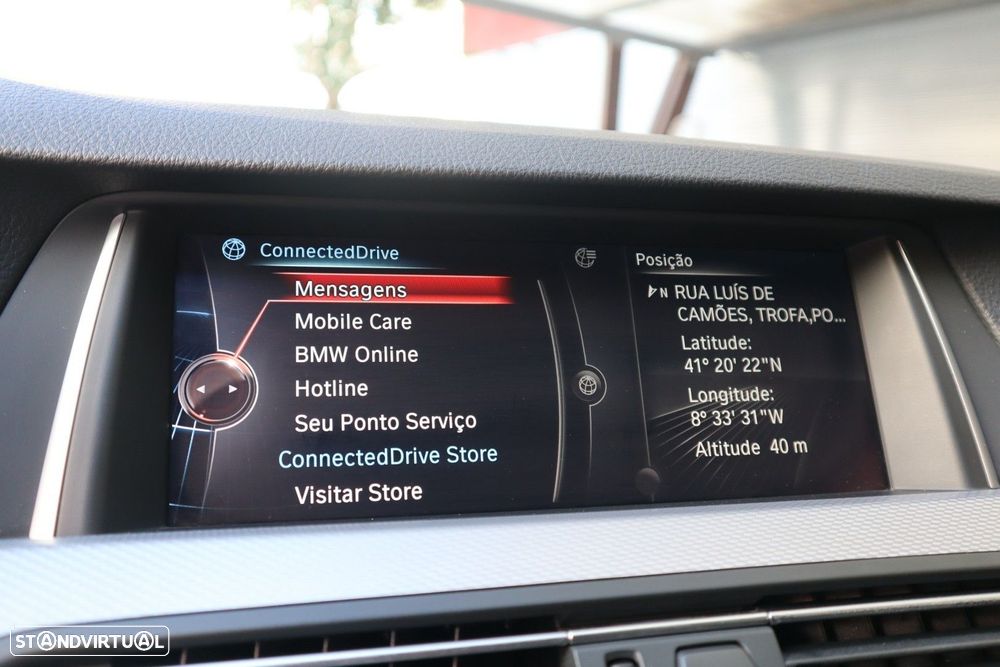 ConnectedDrive
Mensagens
Mobile Care
BMW Online
Hotline
Seu Ponto Serviço
ConnectedDrive Store
Visitar Store
Posição
N RUA LUÍS DE
CAMÕES, TROFA,PO...
Latitude:
41° 20' 22"N
Longitude:
8° 33' 31"W
Altitude 40 m
STANDVIRTUAL